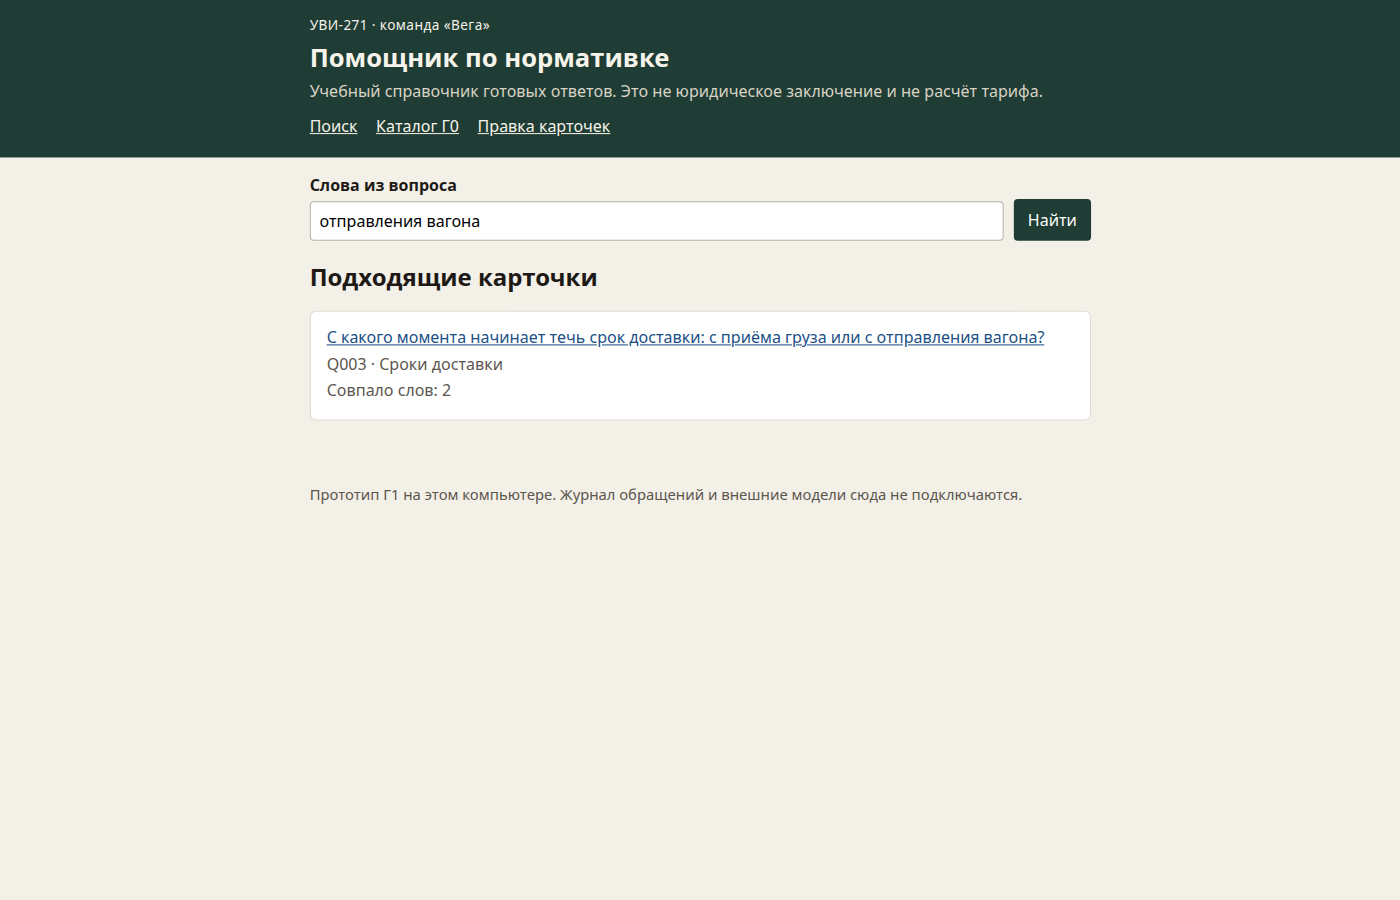 УВИ-271 · команда «Вега»
Помощник по нормативке
Учебный справочник готовых ответов. Это не юридическое заключение и не расчёт тарифа.
Поиск Каталог Г0 Правка карточек
Слова из вопроса
отправления вагона Найти
Подходящие карточки
С какого момента начинает течь срок доставки: с приёма груза или с отправления вагона?
Q003 · Сроки доставки
Совпало слов: 2
Прототип Г1 на этом компьютере. Журнал обращений и внешние модели сюда не подключаются.